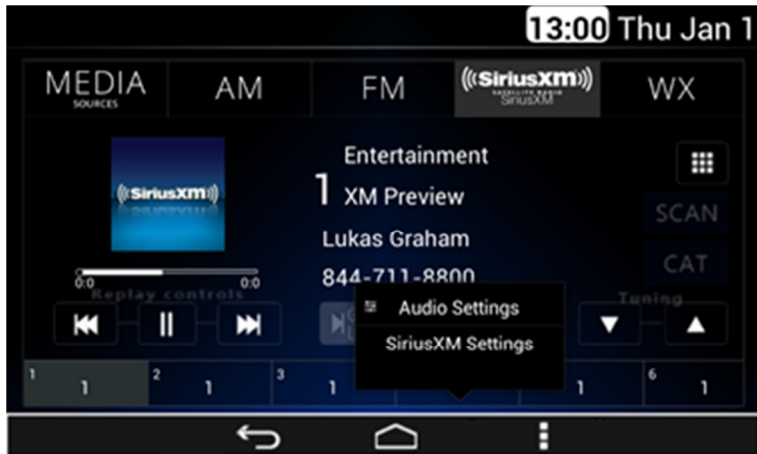 13:00 Thu Jan 1
MEDIA
SOURCES
AM
FM
((SiriusXM))
SATELLITE RADIO
SiriusXM
WX
Entertainment
((SiriusXM))
1 XM Preview
SCAN
Lukas Graham
CAT
844-711-8800
0:0 0:0
Replay controls
Tuning
Audio Settings
SiriusXM Settings
1 1
2 1
3 1
1
6 1